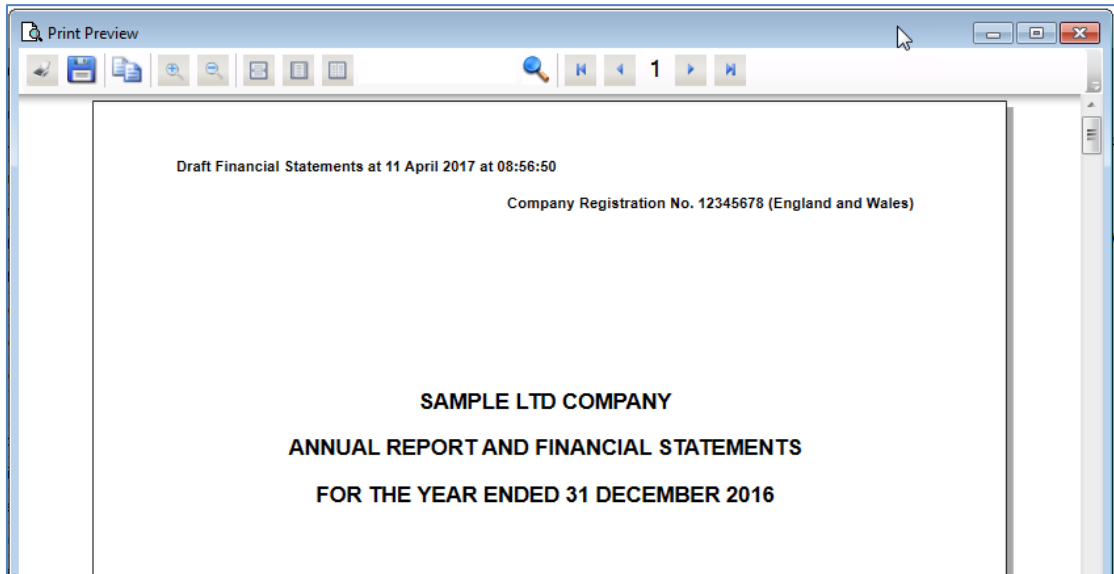 Print Preview
1
Draft Financial Statements at 11 April 2017 at 08:56:50
Company Registration No. 12345678 (England and Wales)
SAMPLE LTD COMPANY
ANNUAL REPORT AND FINANCIAL STATEMENTS
FOR THE YEAR ENDED 31 DECEMBER 2016